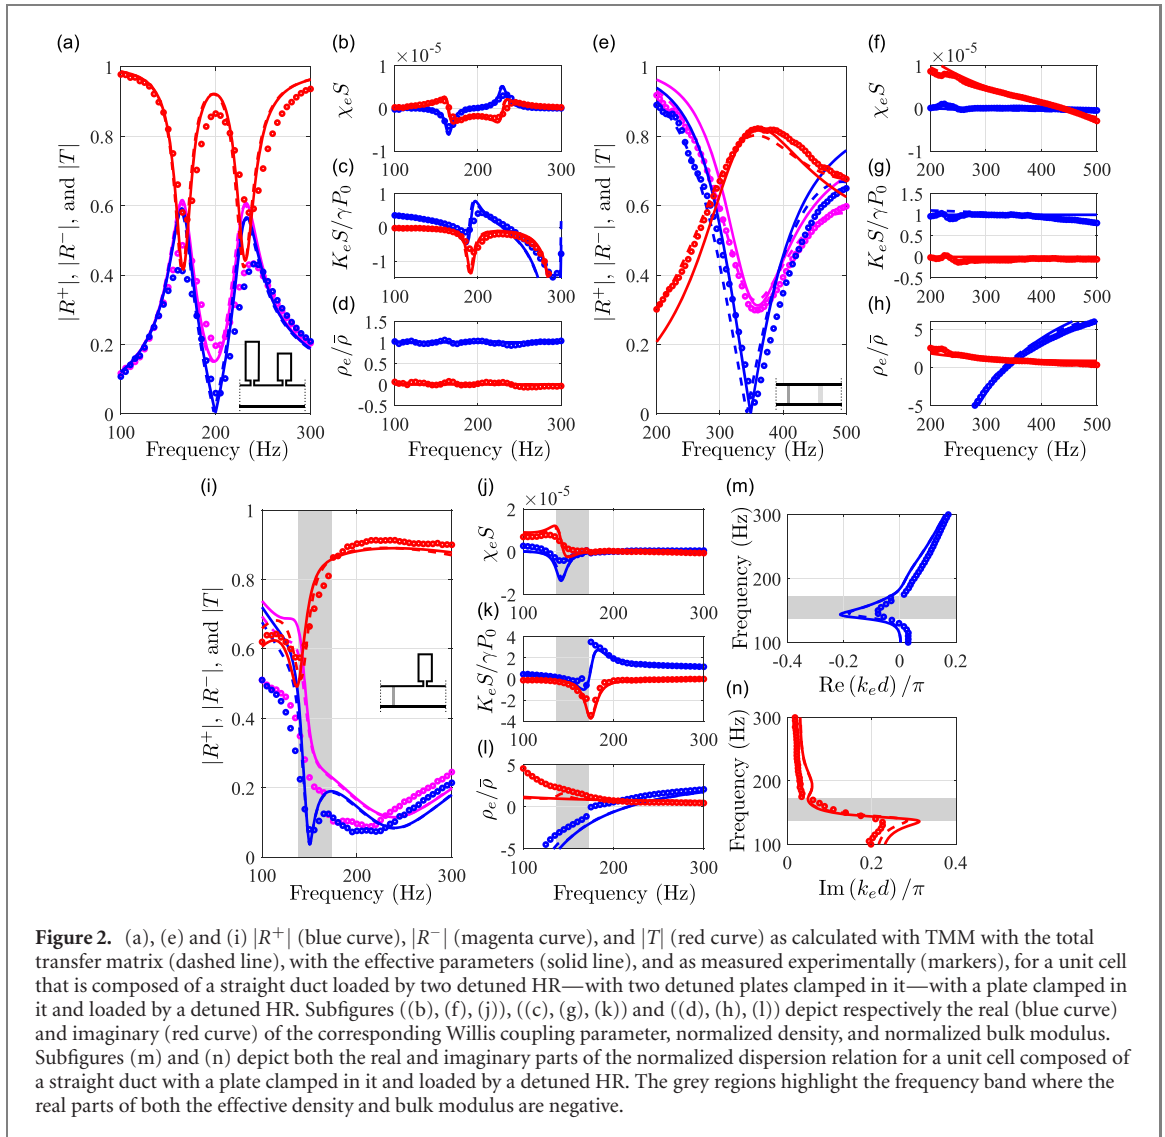 (a)
(b)
(e)
(f)
×10⁻⁵
×10⁻⁵
|R⁺|, |R⁻|, and |T|
1
0.8
0.6
0.4
0.2
0
100
200
300
Frequency (Hz)
χₑS
1
0
-1
100
200
300
(c)
KₑS/γP₀
1
0
-1
100
200
300
(d)
ρₑ/ρ̄
1.5
1
0.5
0
-0.5
100
200
300
Frequency (Hz)
|R⁺|, |R⁻|, and |T|
1
0.8
0.6
0.4
0.2
0
200
300
400
500
Frequency (Hz)
χₑS
1
0
-1
200
300
400
500
(g)
KₑS/γP₀
1.5
1
0.5
0
-0.5
200
300
400
500
(h)
ρₑ/ρ̄
5
0
-5
200
300
400
500
Frequency (Hz)
(i)
(j)
(m)
|R⁺|, |R⁻|, and |T|
1
0.8
0.6
0.4
0.2
0
100
200
300
Frequency (Hz)
×10⁻⁵
χₑS
2
0
-2
100
200
300
(k)
KₑS/γP₀
4
2
0
-2
-4
100
200
300
(l)
ρₑ/ρ̄
5
0
-5
100
200
300
Frequency (Hz)
Frequency (Hz)
300
200
100
-0.4
-0.2
0
0.2
Re (kₑd) /π
(n)
Frequency (Hz)
300
200
100
0
0.2
0.4
Im (kₑd) /π
Figure 2. (a), (e) and (i) |R⁺| (blue curve), |R⁻| (magenta curve), and |T| (red curve) as calculated with TMM with the total
transfer matrix (dashed line), with the effective parameters (solid line), and as measured experimentally (markers), for a unit cell
that is composed of a straight duct loaded by two detuned HR—with two detuned plates clamped in it—with a plate clamped in
it and loaded by a detuned HR. Subfigures ((b), (f), (j)), ((c), (g), (k)) and ((d), (h), (l)) depict respectively the real (blue curve)
and imaginary (red curve) of the corresponding Willis coupling parameter, normalized density, and normalized bulk modulus.
Subfigures (m) and (n) depict both the real and imaginary parts of the normalized dispersion relation for a unit cell composed of
a straight duct with a plate clamped in it and loaded by a detuned HR. The grey regions highlight the frequency band where the
real parts of both the effective density and bulk modulus are negative.